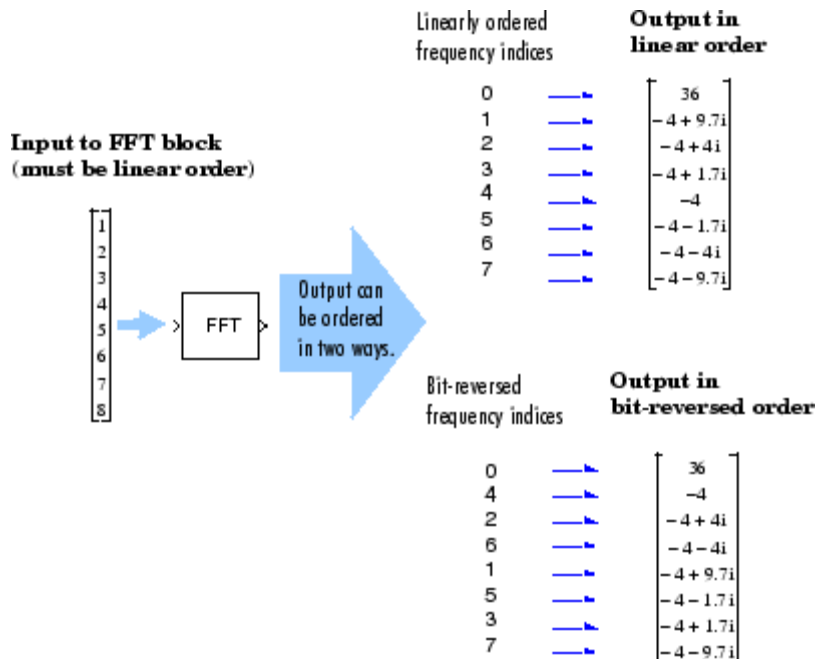 Input to FFT block
(must be linear order)
1
2
3
4
5
6
7
8
FFT
Output can
be ordered
in two ways.
Linearly ordered
frequency indices
Output in
linear order
0 36
1 -4 + 9.7i
2 -4 + 4i
3 -4 + 1.7i
4 -4
5 -4 - 1.7i
6 -4 - 4i
7 -4 - 9.7i
Bit-reversed
frequency indices
Output in
bit-reversed order
0 36
4 -4
2 -4 + 4i
6 -4 - 4i
1 -4 + 9.7i
5 -4 - 1.7i
3 -4 + 1.7i
7 -4 - 9.7i